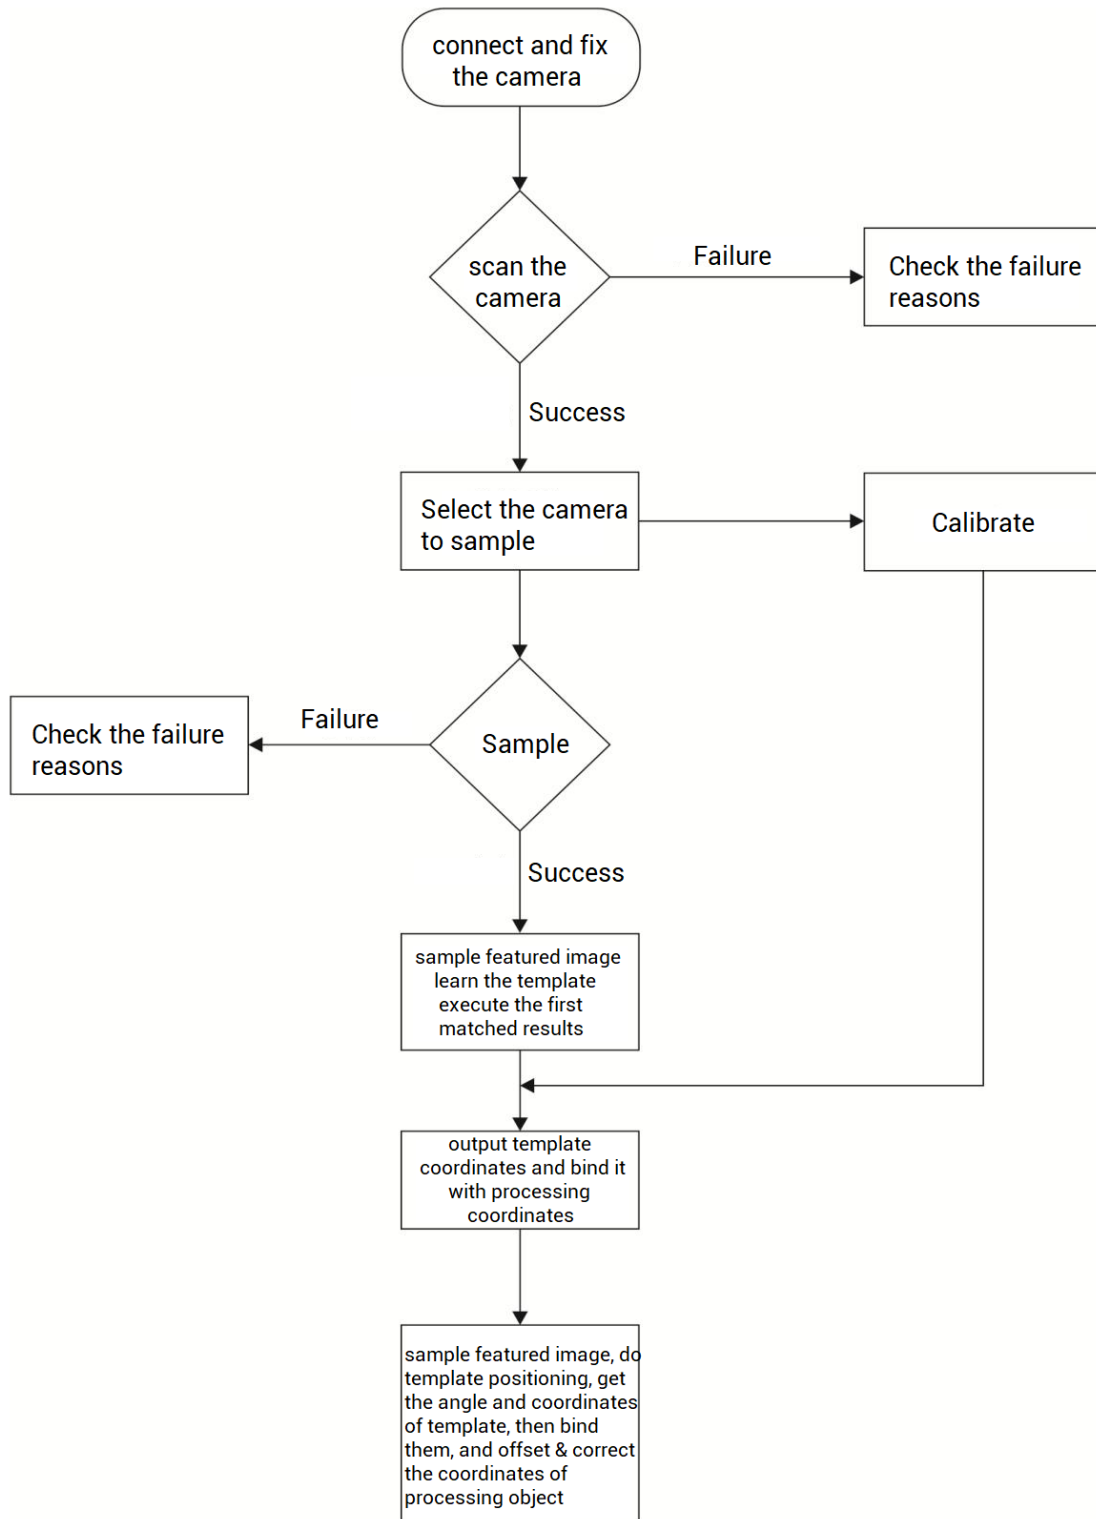 connect and fix
the camera
scan the
camera
Failure
Check the failure
reasons
Success
Select the camera
to sample
Calibrate
Check the failure
reasons
Failure
Sample
Success
sample featured image
learn the template
execute the first
matched results
output template
coordinates and bind it
with processing
coordinates
sample featured image, do
template positioning, get
the angle and coordinates
of template, then bind
them, and offset & correct
the coordinates of
processing object